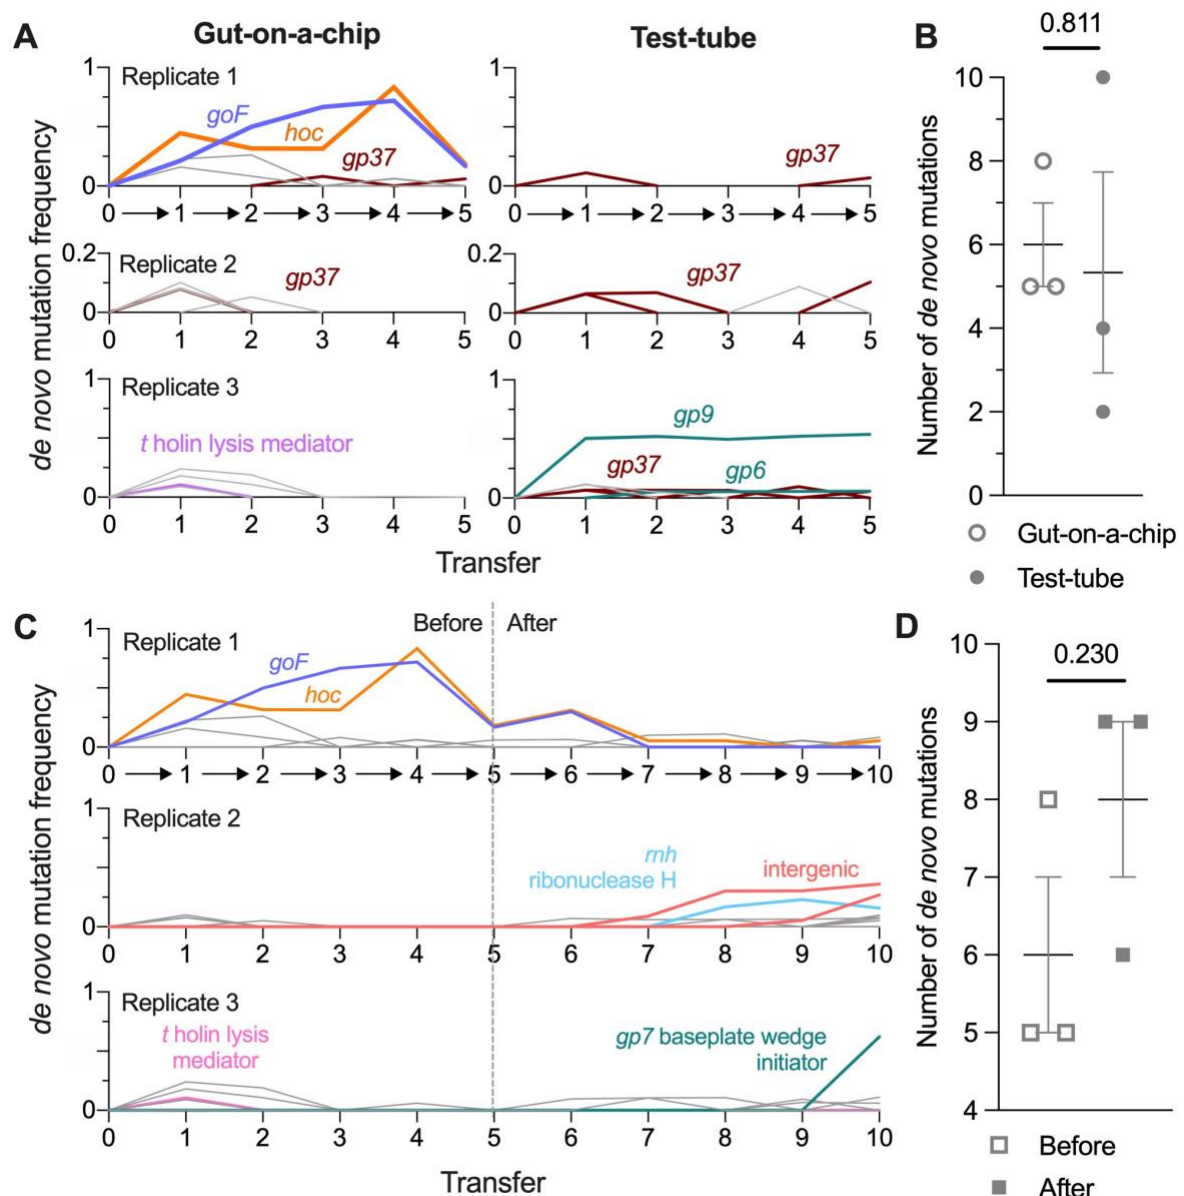 A
Gut-on-a-chip
Test-tube
B
0.811
de novo mutation frequency
1
Replicate 1
goF
hoc
gp37
0
0 1 2 3 4 5
1
gp37
0
0 1 2 3 4 5
0.2
Replicate 2
gp37
0
0 1 2 3 4 5
0.2
gp37
0
0 1 2 3 4 5
1
Replicate 3
t holin lysis mediator
0
0 1 2 3 4 5
1
gp9
gp37
gp6
0
0 1 2 3 4 5
Transfer
Number of de novo mutations
10
8
6
4
2
0
Gut-on-a-chip
Test-tube
C
Before
After
de novo mutation frequency
1
Replicate 1
goF
hoc
0
0 1 2 3 4 5 6 7 8 9 10
1
Replicate 2
rnh
ribonuclease H
intergenic
0
0 1 2 3 4 5 6 7 8 9 10
1
Replicate 3
t holin lysis
mediator
gp7 baseplate wedge
initiator
0
0 1 2 3 4 5 6 7 8 9 10
Transfer
D
0.230
Number of de novo mutations
10
9
8
7
6
5
4
Before
After